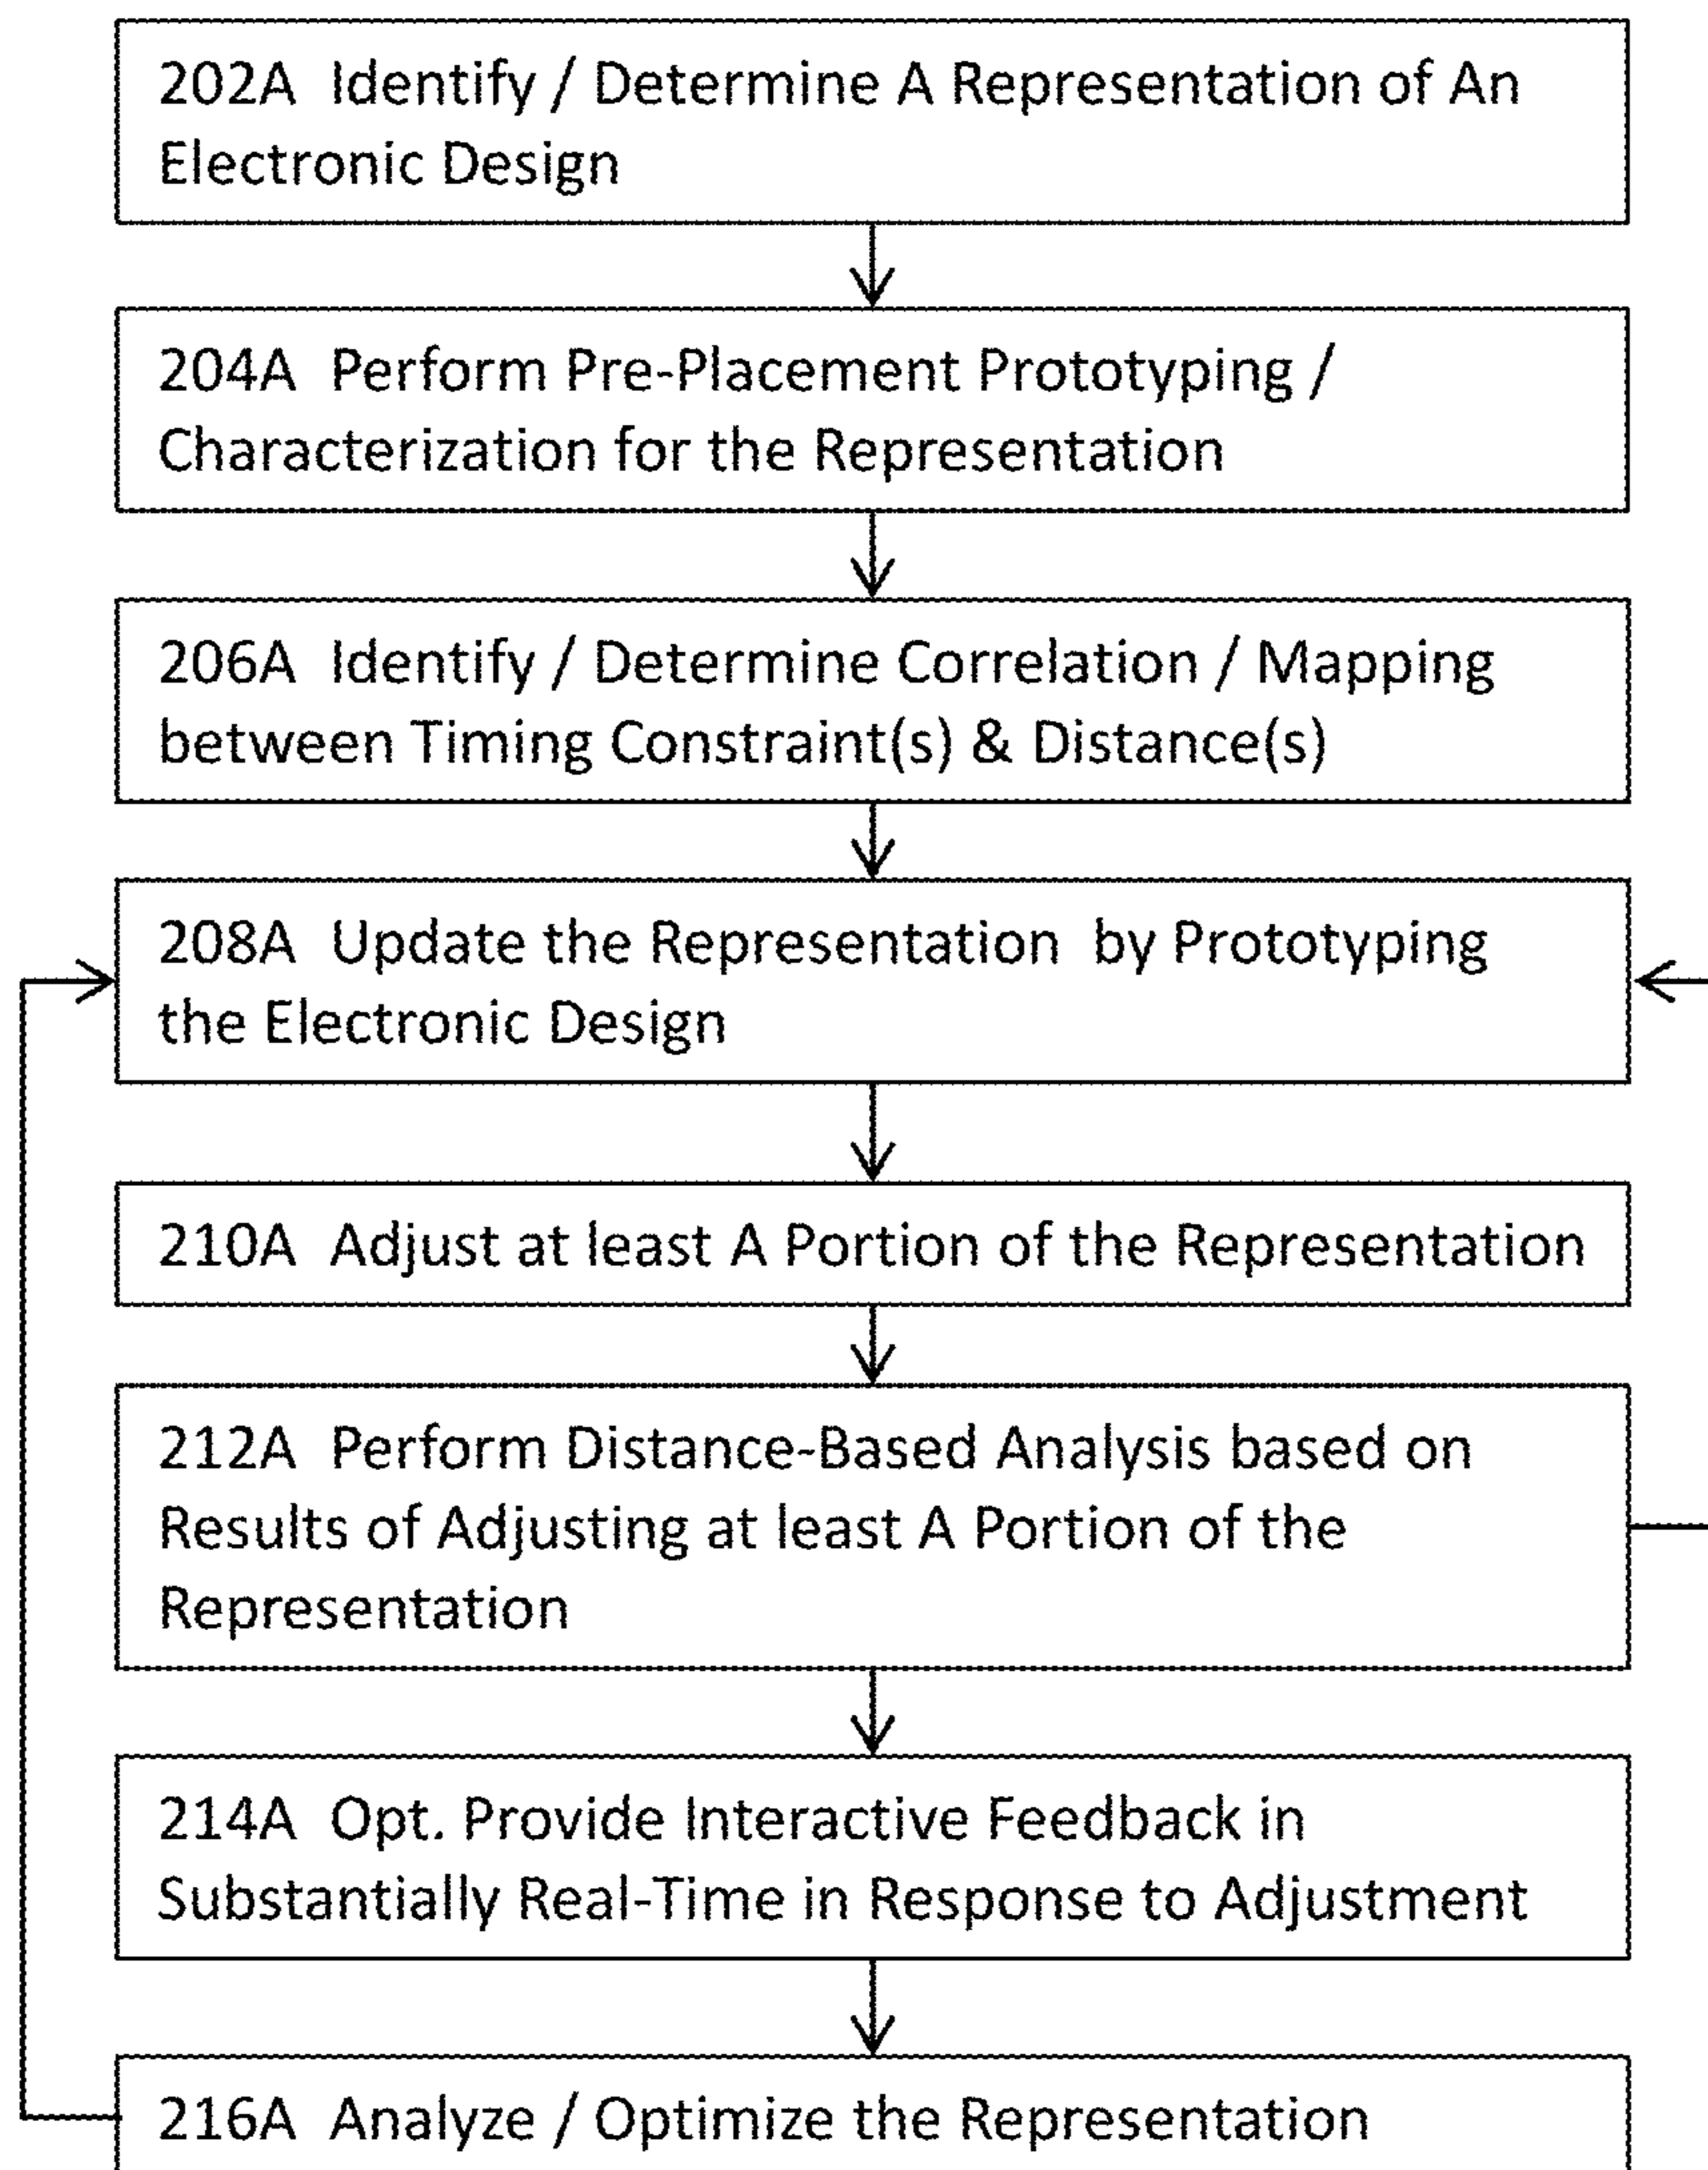 202A Identify / Determine A Representation of An
Electronic Design
204A Perform Pre-Placement Prototyping /
Characterization for the Representation
206A Identify / Determine Correlation / Mapping
between Timing Constraint(s) & Distance(s)
208A Update the Representation by Prototyping
the Electronic Design
210A Adjust at least A Portion of the Representation
212A Perform Distance-Based Analysis based on
Results of Adjusting at least A Portion of the
Representation
214A Opt. Provide Interactive Feedback in
Substantially Real-Time in Response to Adjustment
216A Analyze / Optimize the Representation